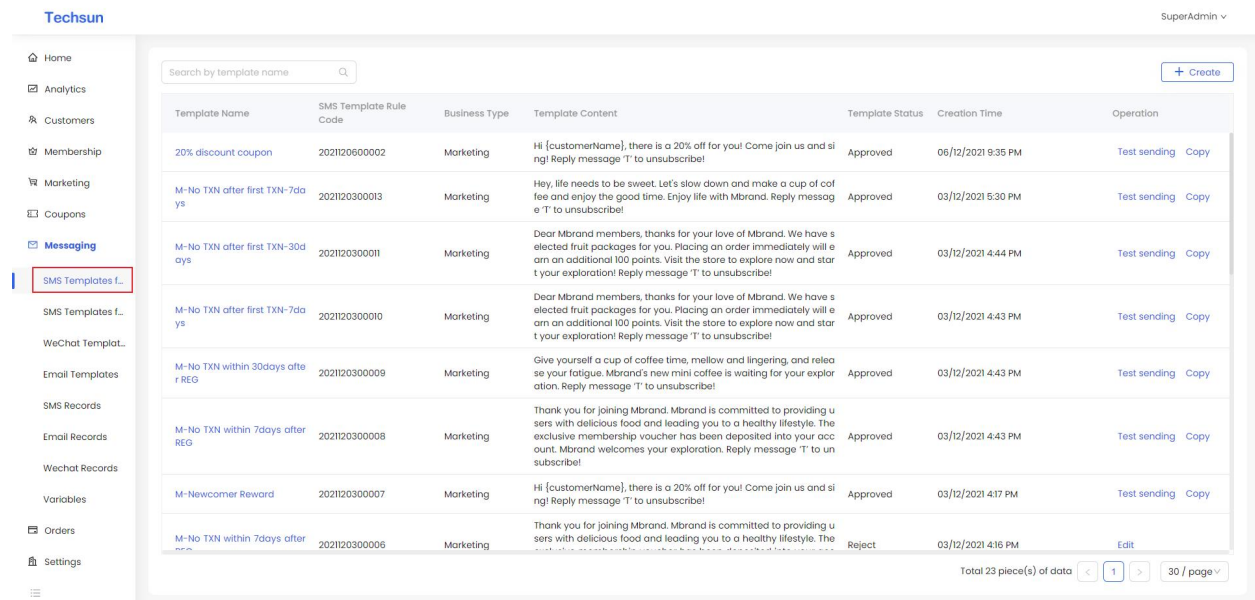 Techsun
SuperAdmin
Home
Analytics
Customers
Membership
Marketing
Coupons
Messaging
SMS Templates f...
SMS Templates f...
WeChat Templat...
Email Templates
SMS Records
Email Records
Wechat Records
Variables
Orders
Settings
Search by template name
+ Create
Template Name
SMS Template Rule
Code
Business Type
Template Content
Template Status
Creation Time
Operation
20% discount coupon
2021120600002
Marketing
Hi {customerName}, there is a 20% off for you! Come join us and si
ng! Reply message 'T' to unsubscribe!
Approved
06/12/2021 9:35 PM
Test sending Copy
M-No TXN after first TXN-7da
ys
2021120300013
Marketing
Hey, life needs to be sweet. Let's slow down and make a cup of cof
fee and enjoy the good time. Enjoy life with Mbrand. Reply messag
e 'T' to unsubscribe!
Approved
03/12/2021 5:30 PM
Test sending Copy
M-No TXN after first TXN-30d
ays
2021120300011
Marketing
Dear Mbrand members, thanks for your love of Mbrand. We have s
elected fruit packages for you. Placing an order immediately will e
arn an additional 100 points. Visit the store to explore now and star
t your exploration! Reply message 'T' to unsubscribe!
Approved
03/12/2021 4:44 PM
Test sending Copy
M-No TXN after first TXN-7da
ys
2021120300010
Marketing
Dear Mbrand members, thanks for your love of Mbrand. We have s
elected fruit packages for you. Placing an order immediately will e
arn an additional 100 points. Visit the store to explore now and star
t your exploration! Reply message 'T' to unsubscribe!
Approved
03/12/2021 4:43 PM
Test sending Copy
M-No TXN within 30days afte
r REG
2021120300009
Marketing
Give yourself a cup of coffee time, mellow and lingering, and relea
se your fatigue. Mbrand's new mini coffee is waiting for your explor
ation. Reply message 'T' to unsubscribe!
Approved
03/12/2021 4:43 PM
Test sending Copy
M-No TXN within 7days after
REG
2021120300008
Marketing
Thank you for joining Mbrand. Mbrand is committed to providing u
sers with delicious food and leading you to a healthy lifestyle. The
exclusive membership voucher has been deposited into your acc
ount. Mbrand welcomes your exploration. Reply message 'T' to un
subscribe!
Approved
03/12/2021 4:43 PM
Test sending Copy
M-Newcomer Reward
2021120300007
Marketing
Hi {customerName}, there is a 20% off for you! Come join us and si
ng! Reply message 'T' to unsubscribe!
Approved
03/12/2021 4:17 PM
Test sending Copy
M-No TXN within 7days after
2021120300006
Marketing
Thank you for joining Mbrand. Mbrand is committed to providing u
sers with delicious food and leading you to a healthy lifestyle. The
Reject
03/12/2021 4:16 PM
Edit
Total 23 piece(s) of data
1
30 / page